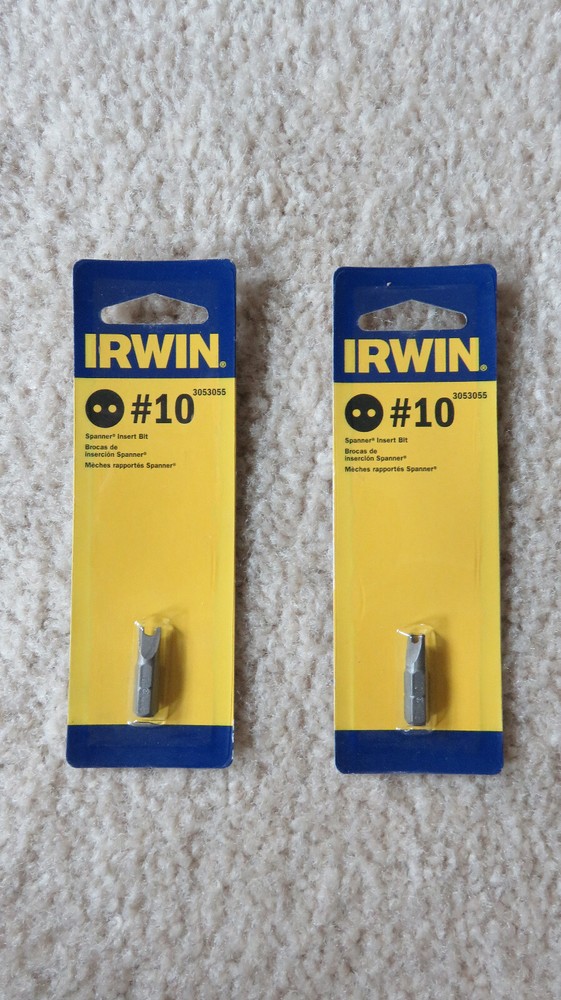 IRWIN®
3053055
#10
Spanner® Insert Bit
Brocas de
inserción Spanner®
Mèches rapportés Spanner®
IRWIN®
3053055
#10
Spanner® Insert Bit
Brocas de
inserción Spanner®
Mèches rapportés Spanner®